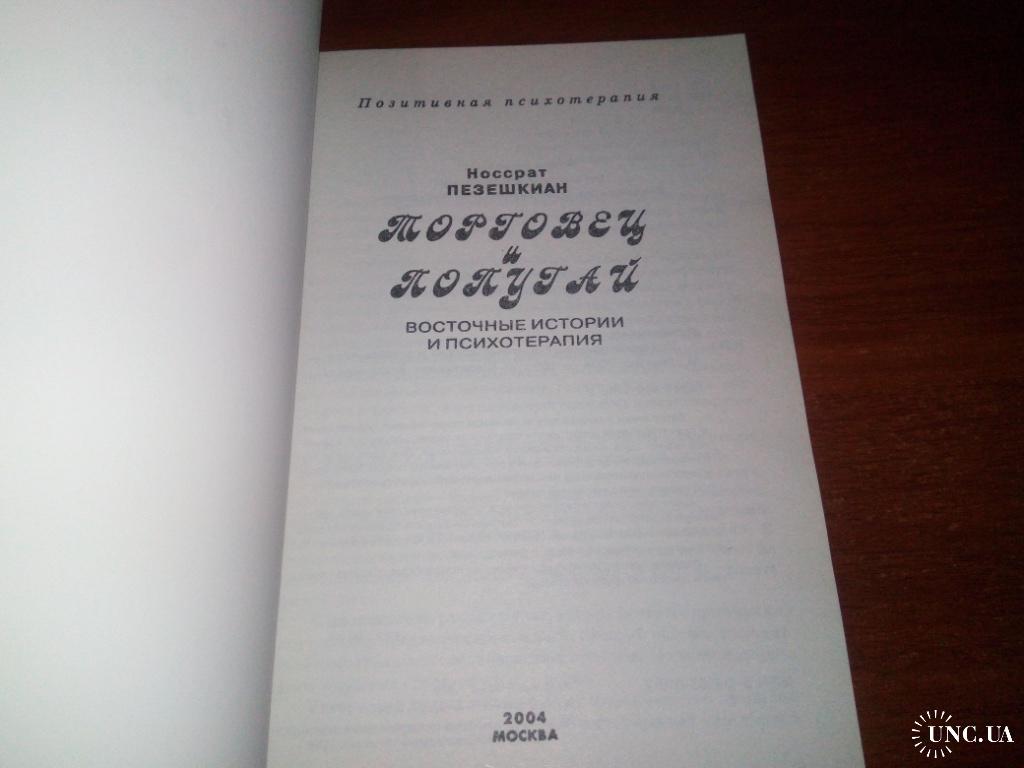 Позитивная психотерапия
Носсрат
ПЕЗЕШКИАН
ТОРГОВЕЦ
и
ПОПУГАЙ
ВОСТОЧНЫЕ ИСТОРИИ
И ПСИХОТЕРАПИЯ
2004
МОСКВА
UNC.UA